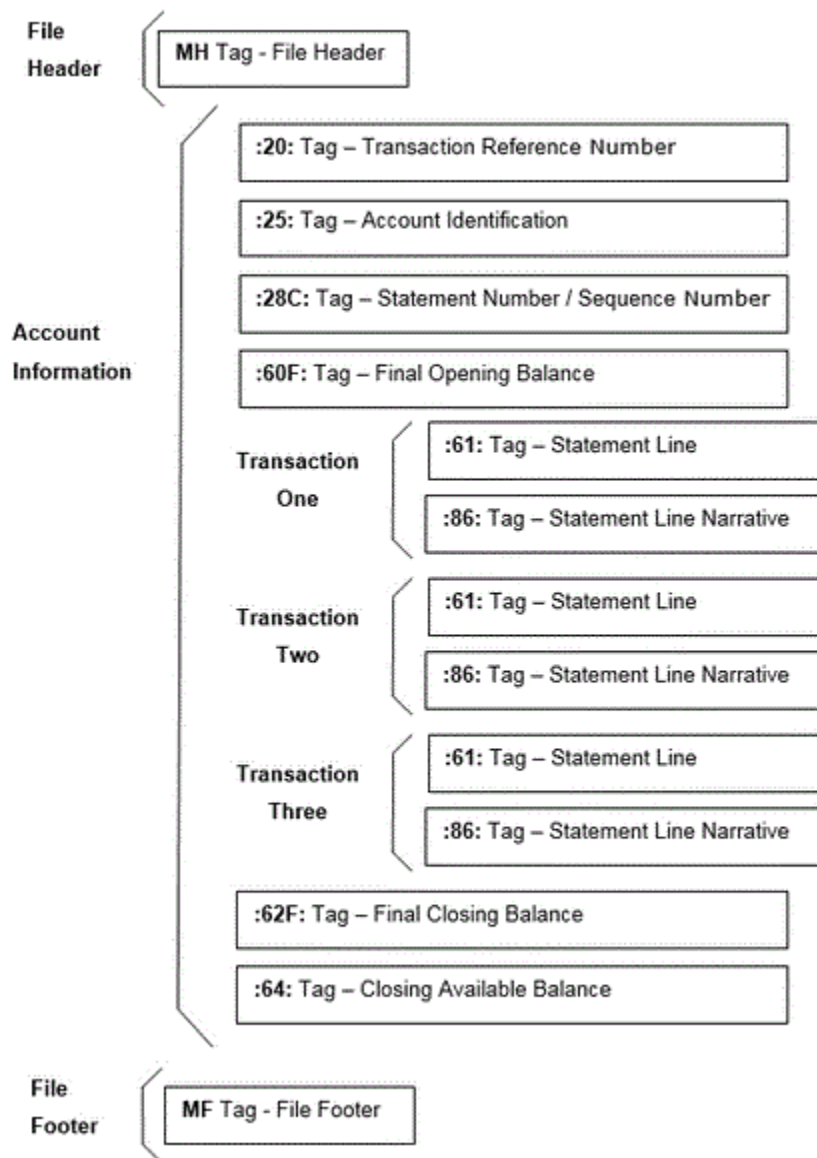 File
Header
MH Tag - File Header
:20: Tag – Transaction Reference Number
:25: Tag – Account Identification
:28C: Tag – Statement Number / Sequence Number
Account
Information
:60F: Tag – Final Opening Balance
Transaction
One
:61: Tag – Statement Line
:86: Tag – Statement Line Narrative
Transaction
Two
:61: Tag – Statement Line
:86: Tag – Statement Line Narrative
Transaction
Three
:61: Tag – Statement Line
:86: Tag – Statement Line Narrative
:62F: Tag – Final Closing Balance
:64: Tag – Closing Available Balance
File
Footer
MF Tag - File Footer